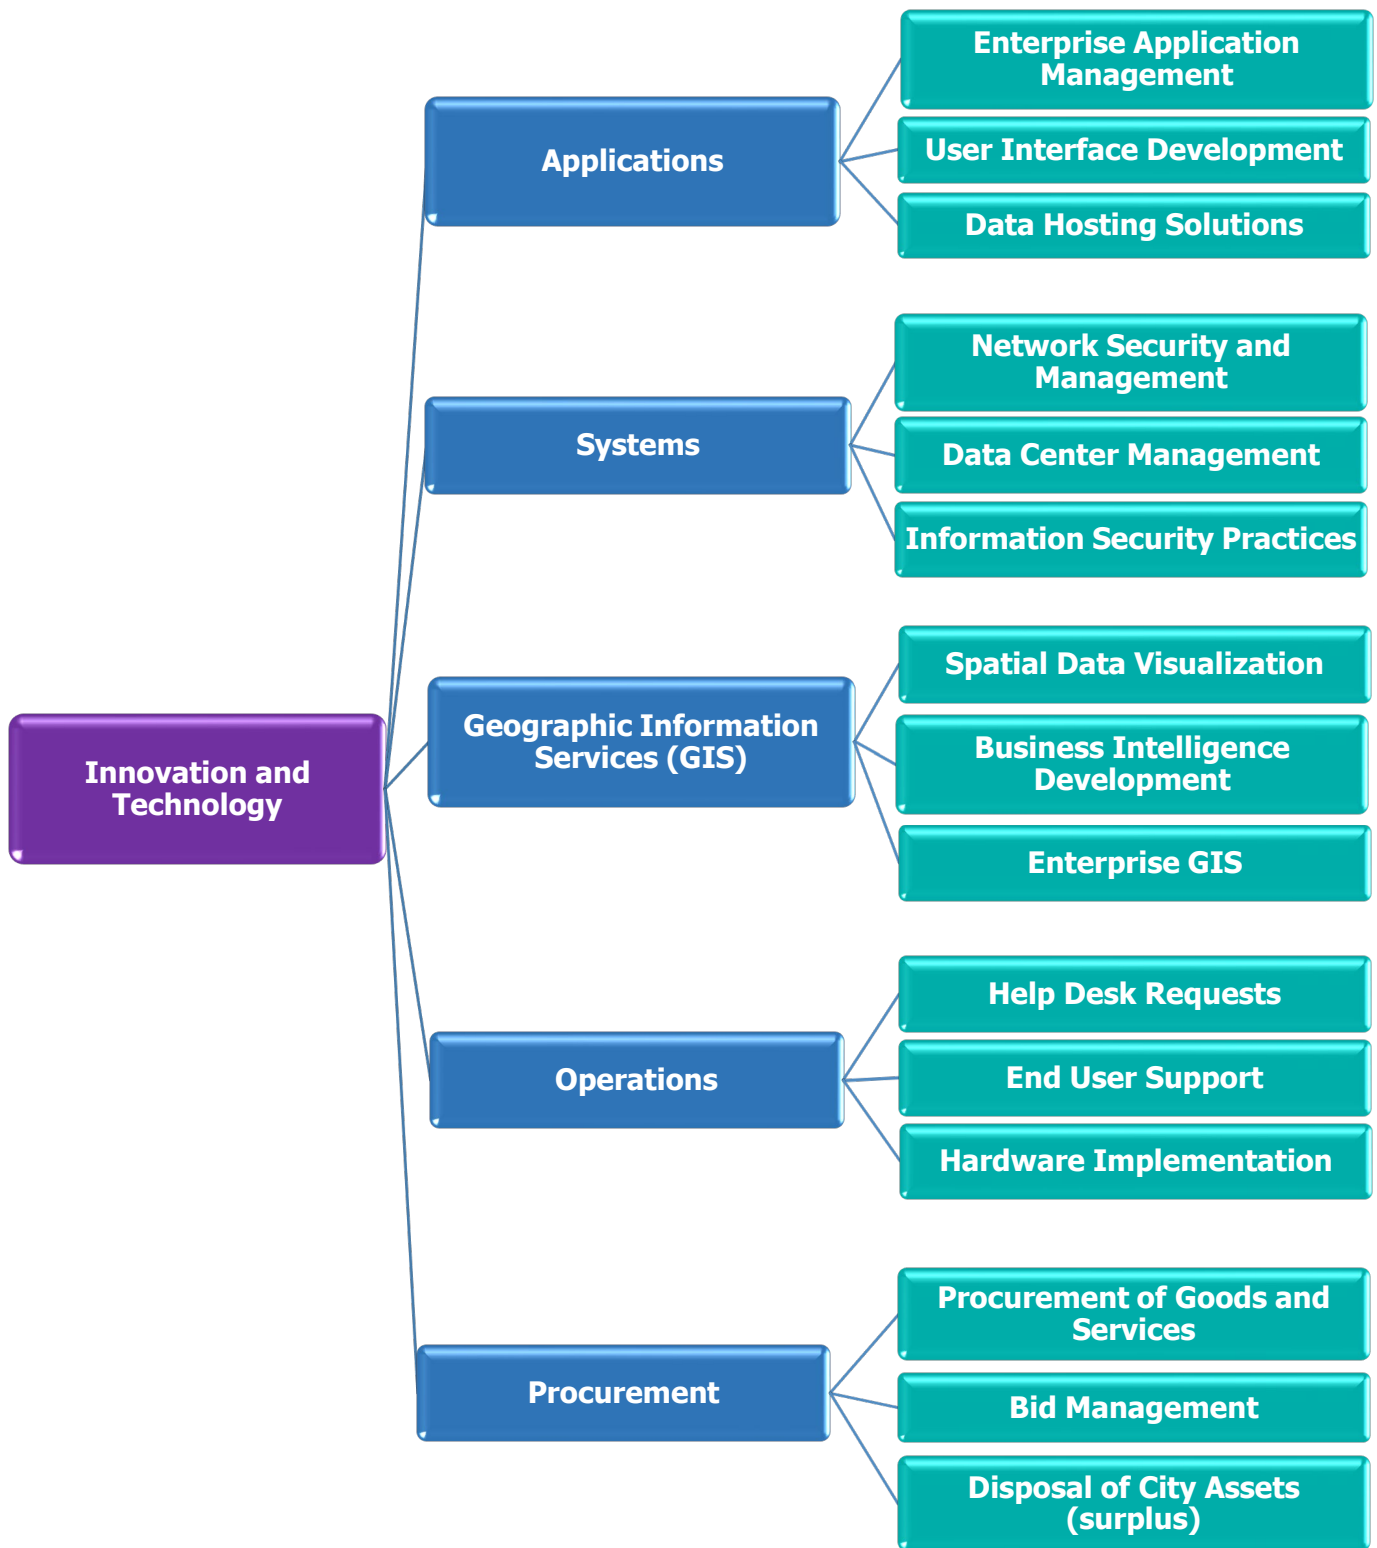 Innovation and
Technology
Applications
Enterprise Application
Management
User Interface Development
Data Hosting Solutions
Systems
Network Security and
Management
Data Center Management
Information Security Practices
Geographic Information
Services (GIS)
Spatial Data Visualization
Business Intelligence
Development
Enterprise GIS
Operations
Help Desk Requests
End User Support
Hardware Implementation
Procurement
Procurement of Goods and
Services
Bid Management
Disposal of City Assets
(surplus)